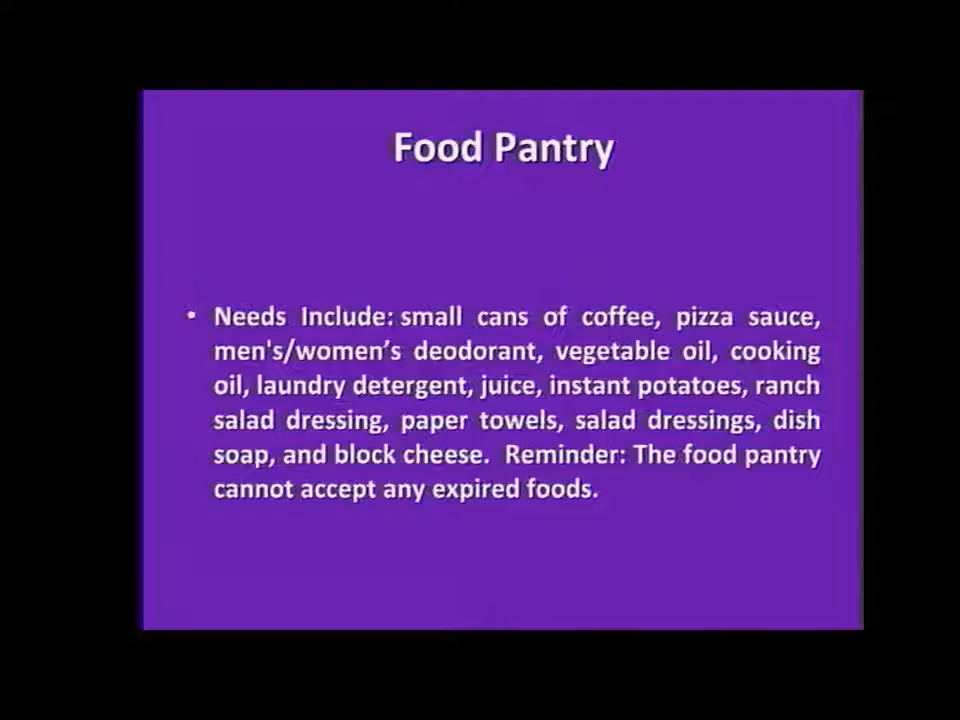 Food Pantry
• Needs Include: small cans of coffee, pizza sauce,
men's/women’s deodorant, vegetable oil, cooking
oil, laundry detergent, juice, instant potatoes, ranch
salad dressing, paper towels, salad dressings, dish
soap, and block cheese.  Reminder: The food pantry
cannot accept any expired foods.